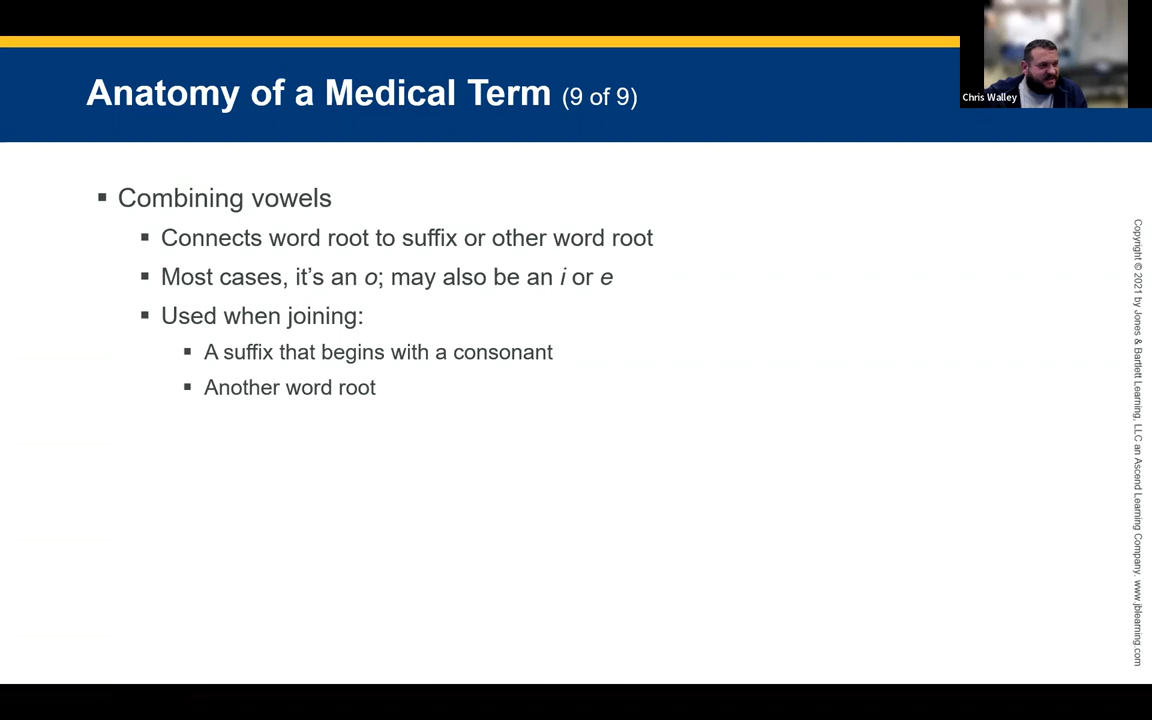 Anatomy of a Medical Term (9 of 9)
Chris Walley
▪ Combining vowels
▪ Connects word root to suffix or other word root
▪ Most cases, it’s an o; may also be an i or e
▪ Used when joining:
▪ A suffix that begins with a consonant
▪ Another word root
Copyright © 2021 by Jones & Bartlett Learning, LLC an Ascend Learning Company. www.jblearning.com